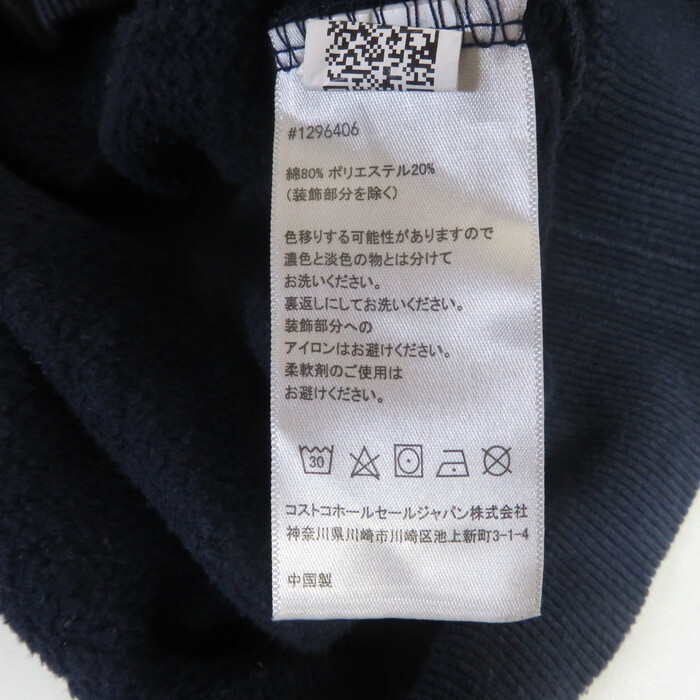 #1296406
綿80% ポリエステル20%
(装飾部分を除く)
色移りする可能性がありますので
濃色と淡色の物とは分けて
お洗いください。
裏返しにしてお洗いください。
装飾部分への
アイロンはお避けください。
柔軟剤のご使用は
お避けください。
30
コストコホールセールジャパン株式会社
神奈川県川崎市川崎区池上新町3-1-4
中国製